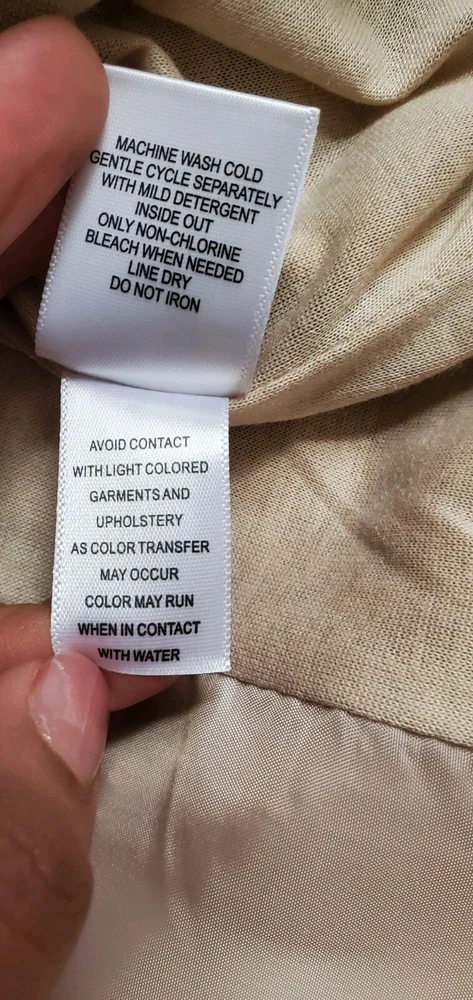 MACHINE WASH COLD
GENTLE CYCLE SEPARATELY
WITH MILD DETERGENT
INSIDE OUT
ONLY NON-CHLORINE
BLEACH WHEN NEEDED
LINE DRY
DO NOT IRON
AVOID CONTACT
WITH LIGHT COLORED
GARMENTS AND
UPHOLSTERY
AS COLOR TRANSFER
MAY OCCUR
COLOR MAY RUN
WHEN IN CONTACT
WITH WATER